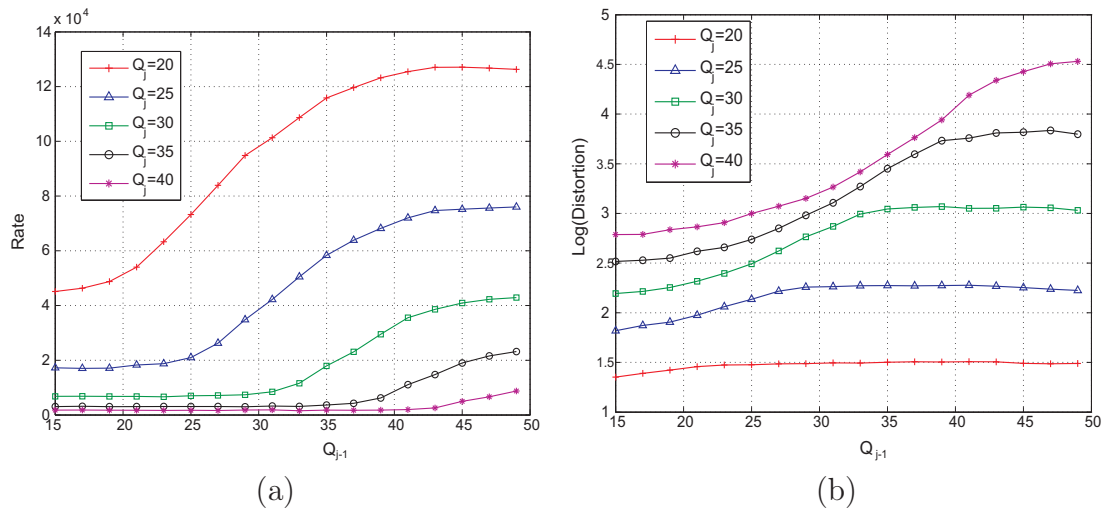 x 10^4
14
12
10
8
6
4
2
0
15 20 25 30 35 40 45 50
Rate
Q_{j-1}
Q_j=20
Q_j=25
Q_j=30
Q_j=35
Q_j=40
(a)
5
4.5
4
3.5
3
2.5
2
1.5
1
15 20 25 30 35 40 45 50
Log(Distortion)
Q_{j-1}
Q_j=20
Q_j=25
Q_j=30
Q_j=35
Q_j=40
(b)